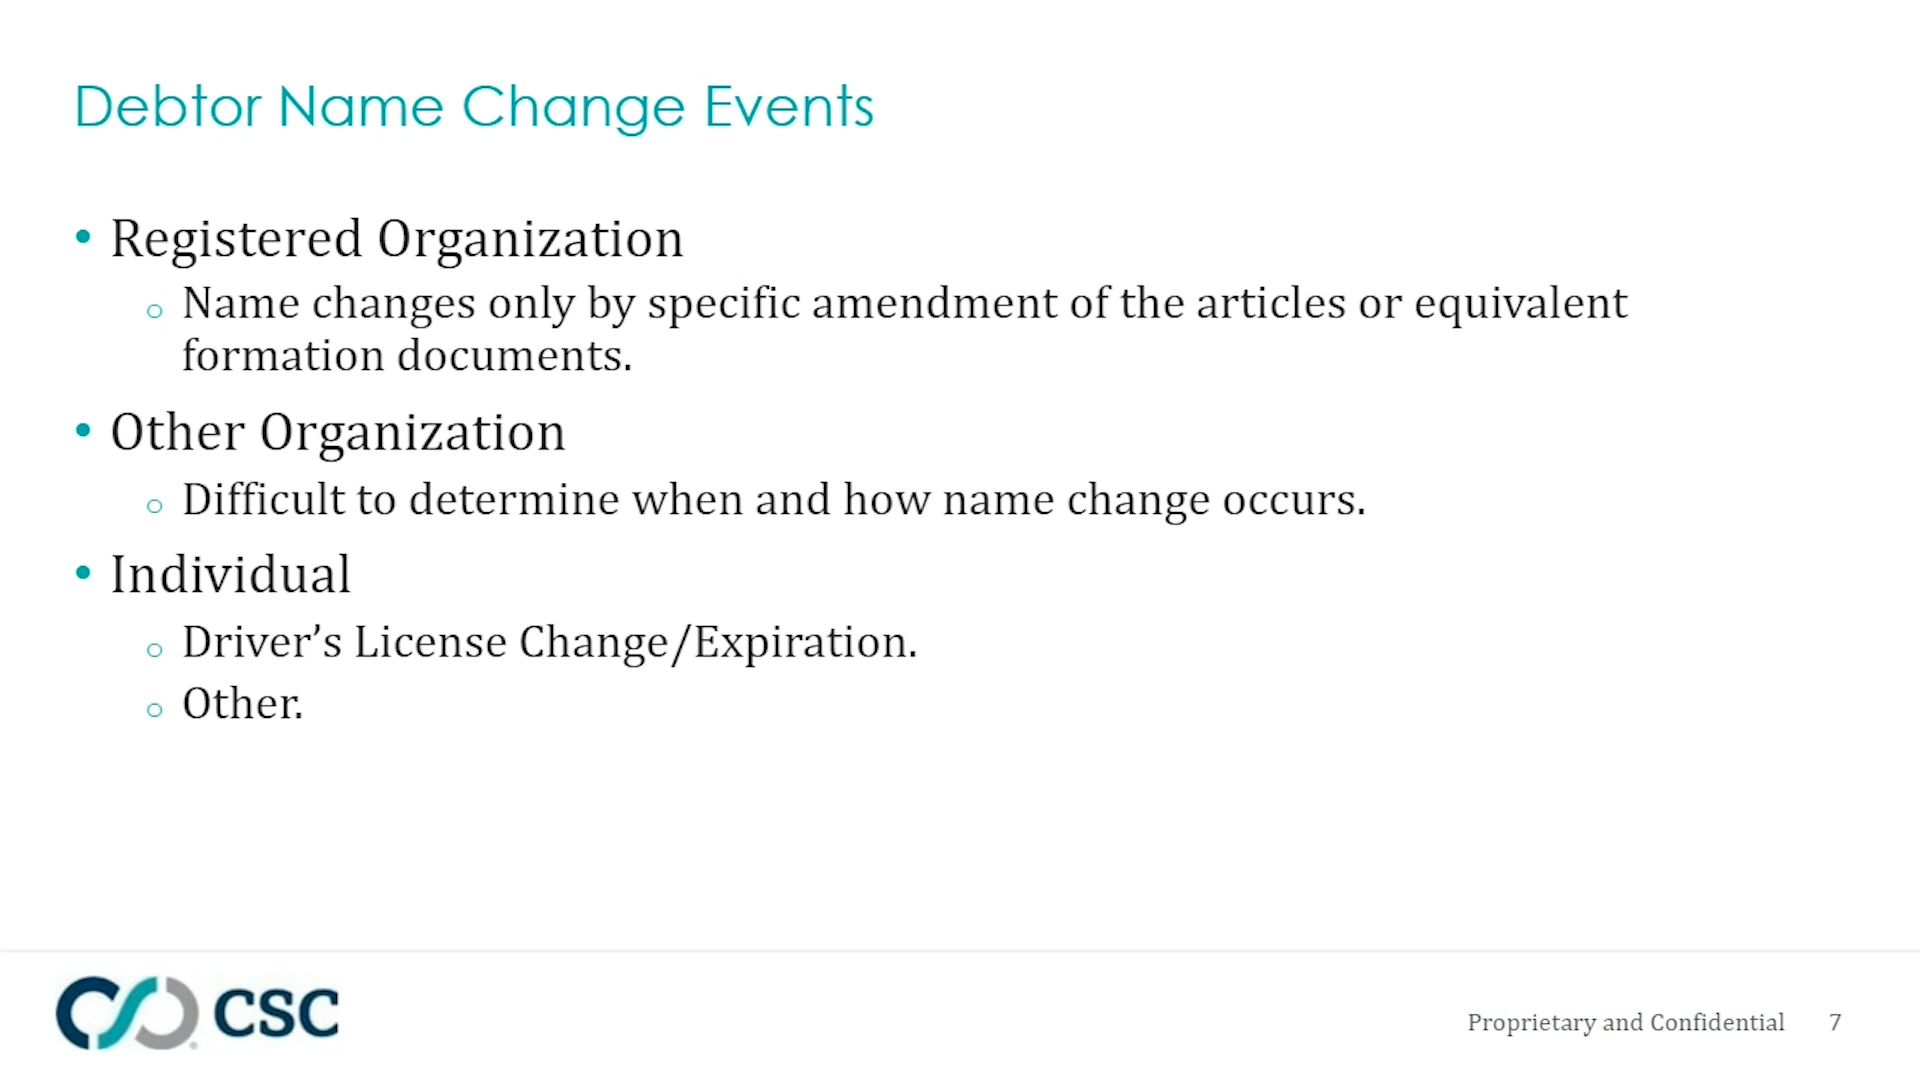 Debtor Name Change Events
• Registered Organization
o Name changes only by specific amendment of the articles or equivalent
formation documents.
• Other Organization
o Difficult to determine when and how name change occurs.
• Individual
o Driver’s License Change/Expiration.
o Other.
CSC
Proprietary and Confidential 7